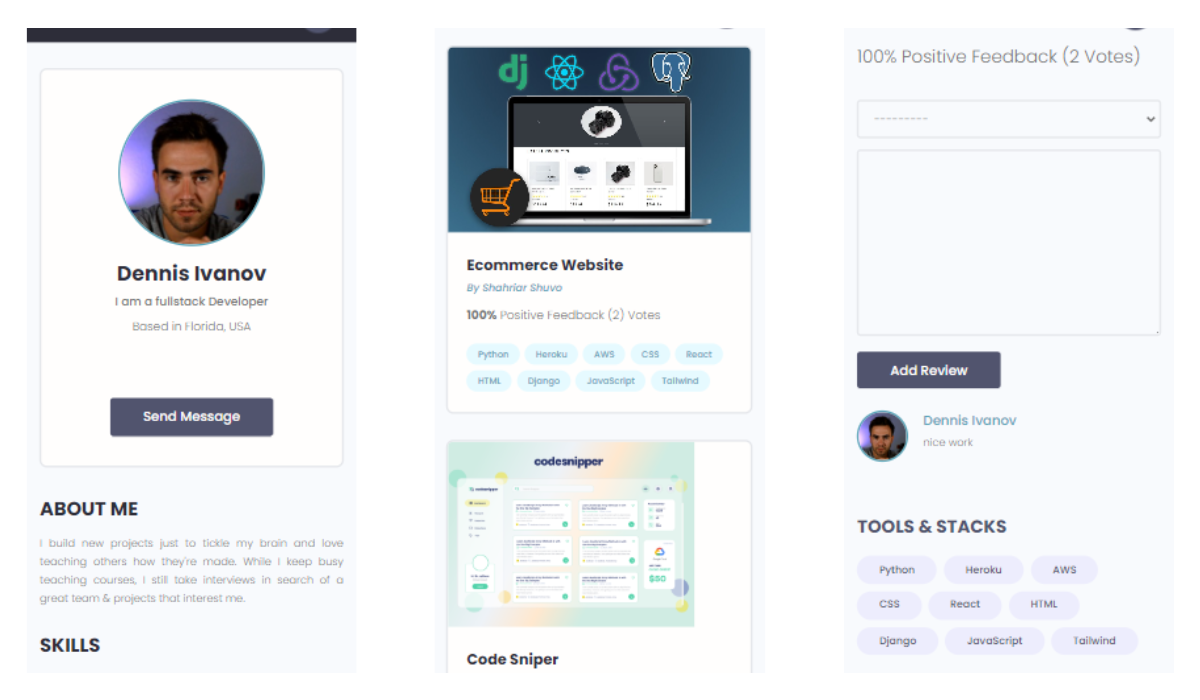 Dennis Ivanov
I am a fullstack Developer
Based in Florida, USA
Send Message
ABOUT ME
I build new projects just to tickle my brain and love
teaching others how they're made. While I keep busy
teaching courses, I still take interviews in search of a
great team & projects that interest me.
SKILLS
dj
Ecommerce Website
By Shahriar Shuvo
100% Positive Feedback (2) Votes
Python Heroku AWS CSS React
HTML Django JavaScript Tailwind
codesnipper
$50
Code Sniper
100% Positive Feedback (2 Votes)
---------
Add Review
Dennis Ivanov
nice work
TOOLS & STACKS
Python Heroku AWS
CSS React HTML
Django JavaScript Tailwind